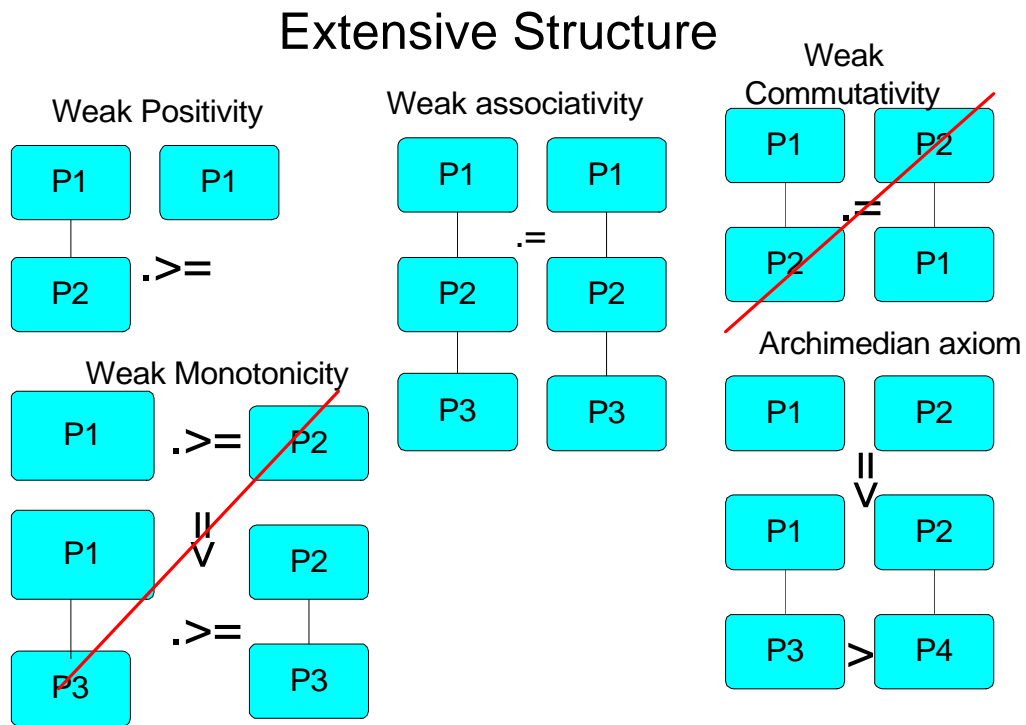 Extensive Structure
Weak Positivity
P1
P1
P2
.>=
Weak associativity
P1
P1
.=
P2
P2
P3
P3
Weak
Commutativity
P1
P2
.=
P2
P1
Weak Monotonicity
P1
.>=
P2
=>
P1
P2
.>=
P3
P3
Archimedian axiom
P1
P2
=>
P1
P2
P3
>
P4